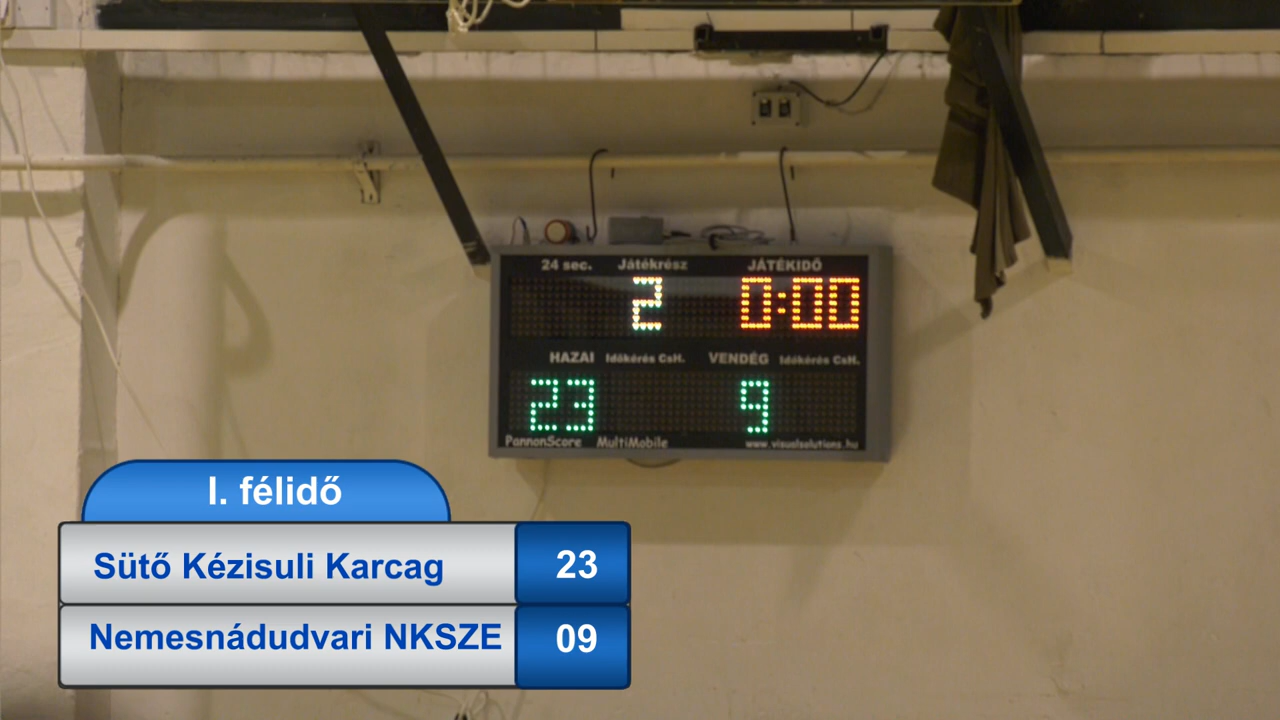 24 sec. Játékrész JÁTÉKIDŐ
2 0:00
HAZAI Időkérés CsH. VENDÉG Időkérés CsH.
23 9
PannonScore MultiMobile www.visualsolutions.hu
I. félidő
Sütő Kézisuli Karcag 23
Nemesnádudvari NKSZE 09